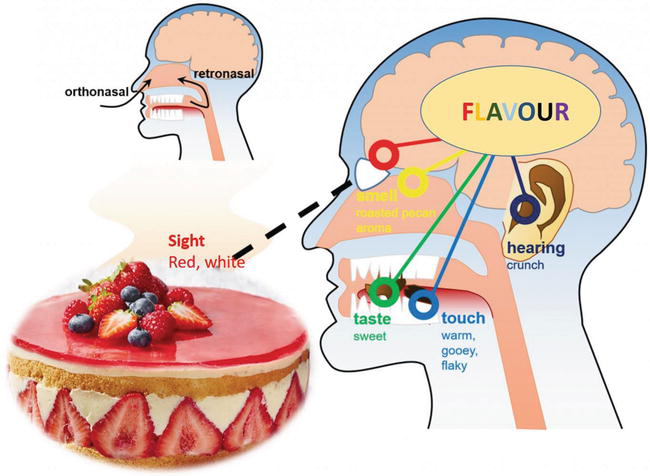 retronasal
orthonasal
FLAVOUR
smell
roasted pecan
aroma
Sight
Red, white
hearing
crunch
taste
sweet
touch
warm,
gooey,
flaky